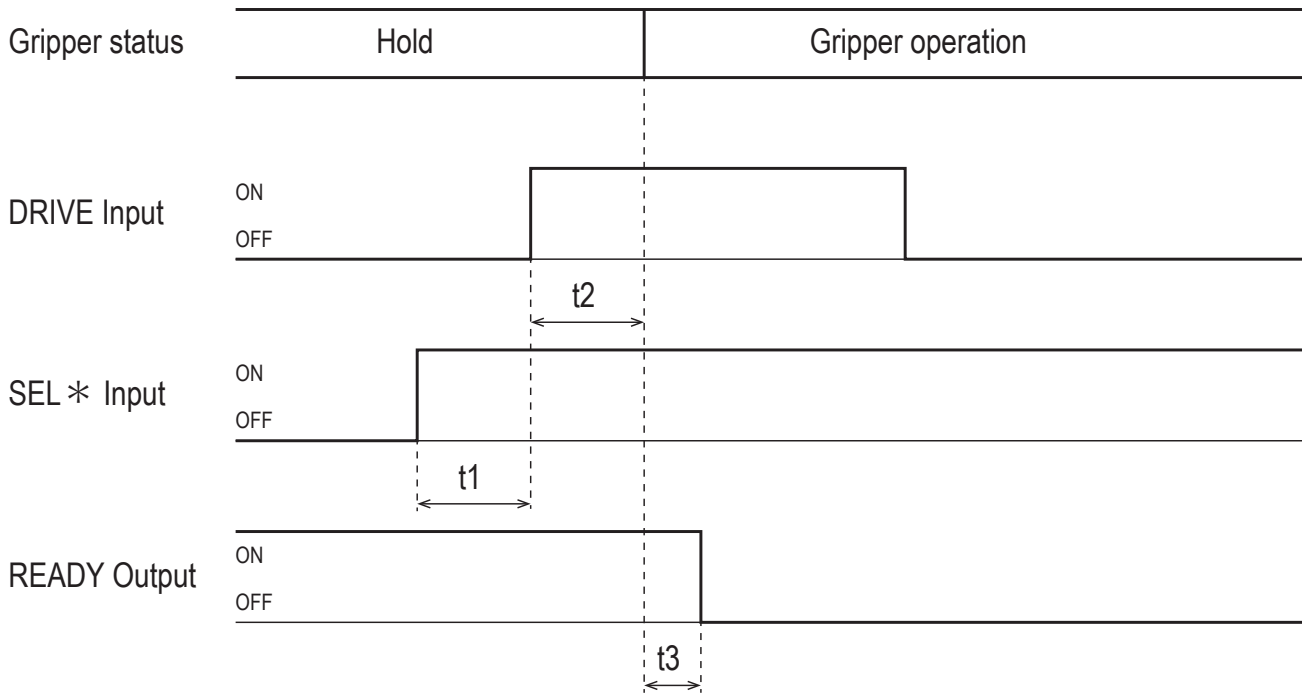 Gripper status Hold Gripper operation
DRIVE Input ON
OFF
t2
SEL＊ Input ON
OFF
t1
READY Output ON
OFF
t3